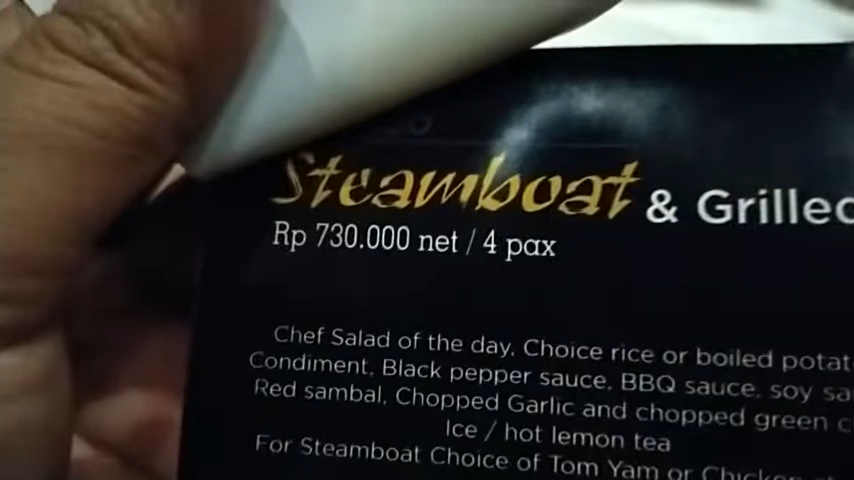 Steamboat & Grilled
Rp 730.000 net / 4 pax
Chef Salad of the day, Choice rice or boiled potat
Condiment, Black pepper sauce, BBQ sauce, soy sa
Red sambal, Chopped Garlic and chopped green c
Ice / hot lemon tea
For Steamboat Choice of Tom Yam or Chicken